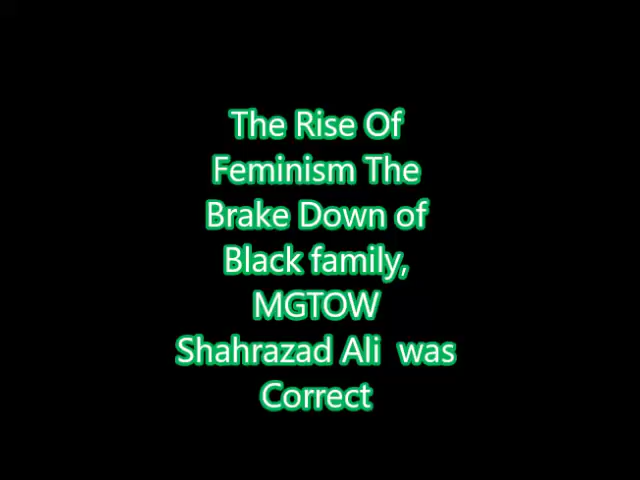 The Rise Of
Feminism The
Brake Down of
Black family,
MGTOW
Shahrazad Ali  was
Correct